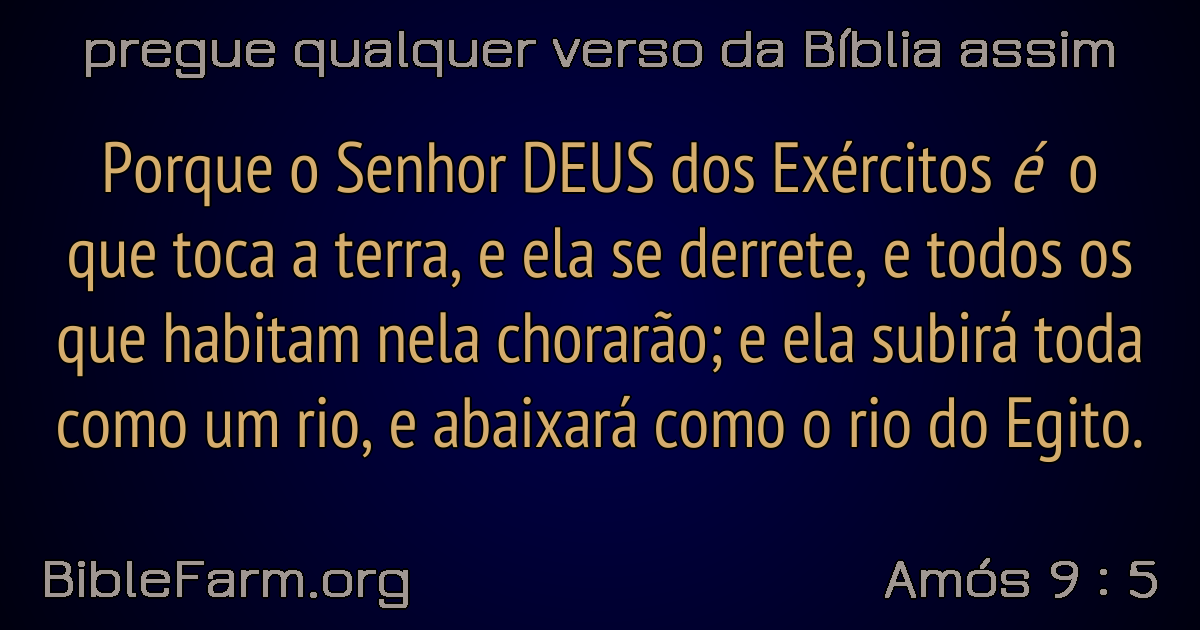 pregue qualquer verso da Bíblia assim
Porque o Senhor DEUS dos Exércitos é o
que toca a terra, e ela se derrete, e todos os
que habitam nela chorarão; e ela subirá toda
como um rio, e abaixará como o rio do Egito.
BibleFarm.org
Amós 9 : 5